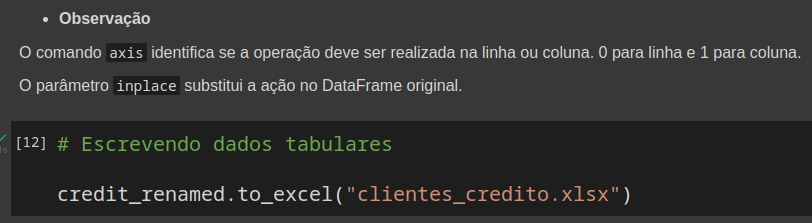 • Observação
O comando axis identifica se a operação deve ser realizada na linha ou coluna. 0 para linha e 1 para coluna.
O parâmetro inplace substitui a ação no DataFrame original.
[12] # Escrevendo dados tabulares
credit_renamed.to_excel("clientes_credito.xlsx")